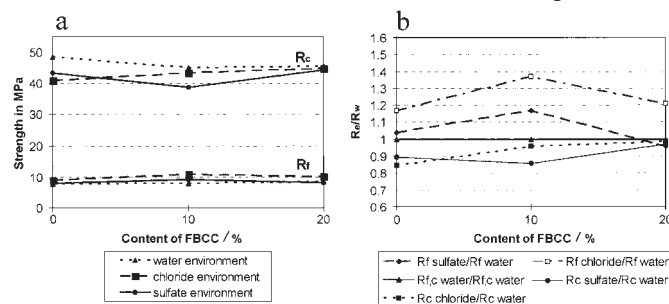 a
Strength in MPa
50
40
30
20
10
0
Rc
Rf
0 10 20
Content of FBCC / %
water environment
chloride environment
sulfate environment
b
Re/Rw
1.6
1.5
1.4
1.3
1.2
1.1
1
0.9
0.8
0.7
0.6
0 10 20
Content of FBCC / %
Rf sulfate/Rf water
Rf chloride/Rf water
Rf,c water/Rf,c water
Rc sulfate/Rc water
Rc chloride/Rc water